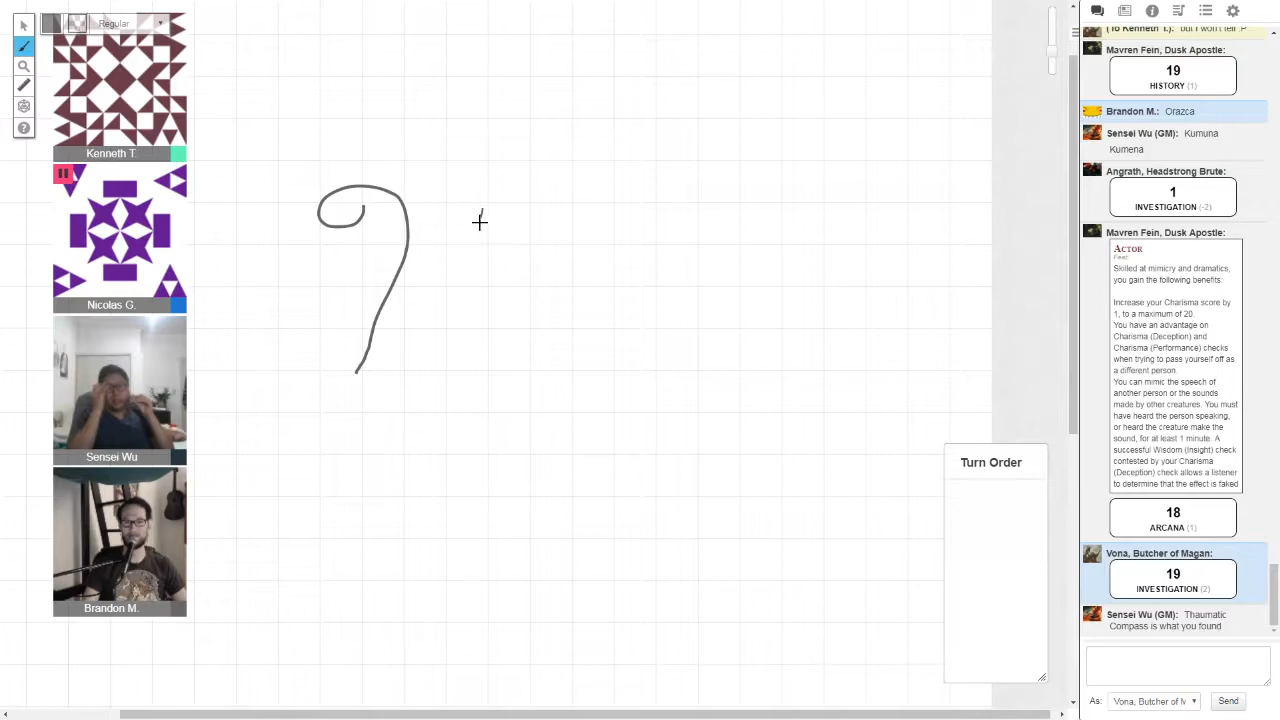 Regular
Kenneth T.
Nicolas G.
Sensei Wu
Brandon M.
Turn Order
(To Kenneth T.): but I won't tell :P
Mavren Fein, Dusk Apostle:
19
HISTORY (1)
Brandon M.: Orazca
Sensei Wu (GM): Kumuna
Kumena
Angrath, Headstrong Brute:
1
INVESTIGATION (-2)
Mavren Fein, Dusk Apostle:
ACTOR
Feat
Skilled at mimicry and dramatics,
you gain the following benefits:
Increase your Charisma score by
1, to a maximum of 20.
You have an advantage on
Charisma (Deception) and
Charisma (Performance) checks
when trying to pass yourself off as
a different person.
You can mimic the speech of
another person or the sounds
made by other creatures. You must
have heard the person speaking,
or heard the creature make the
sound, for at least 1 minute. A
successful Wisdom (Insight) check
contested by your Charisma
(Deception) check allows a listener
to determine that the effect is faked
18
ARCANA (1)
Vona, Butcher of Magan:
19
INVESTIGATION (2)
Sensei Wu (GM): Thaumatic
Compass is what you found
As: Vona, Butcher of M
Send